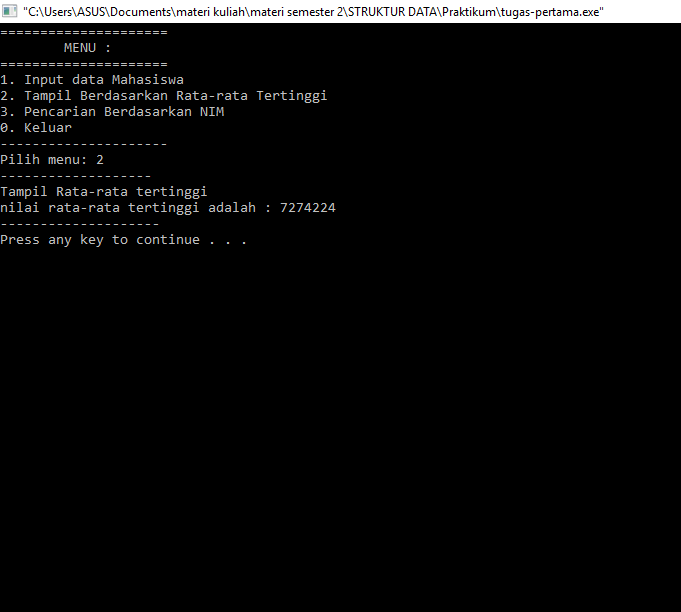 "C:\Users\ASUS\Documents\materi kuliah\materi semester 2\STRUKTUR DATA\Praktikum\tugas-pertama.exe"
=====================
        MENU :
=====================
1. Input data Mahasiswa
2. Tampil Berdasarkan Rata-rata Tertinggi
3. Pencarian Berdasarkan NIM
0. Keluar
---------------------
Pilih menu: 2
-------------------
Tampil Rata-rata tertinggi
nilai rata-rata tertinggi adalah : 7274224
--------------------
Press any key to continue . . .